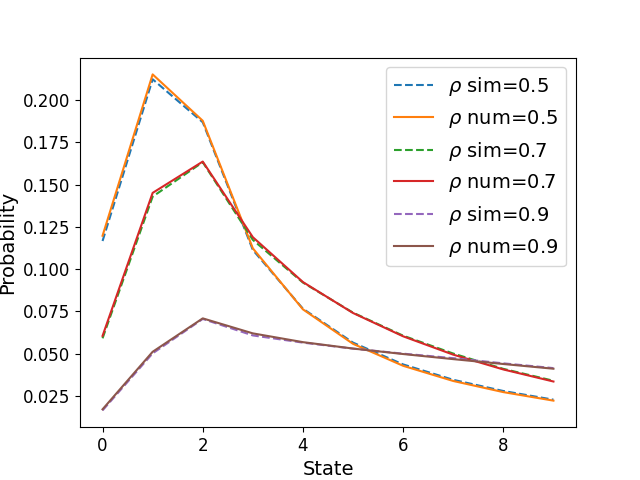 ρ sim=0.5
ρ num=0.5
ρ sim=0.7
ρ num=0.7
ρ sim=0.9
ρ num=0.9
Probability
0.200
0.175
0.150
0.125
0.100
0.075
0.050
0.025
0 2 4 6 8
State